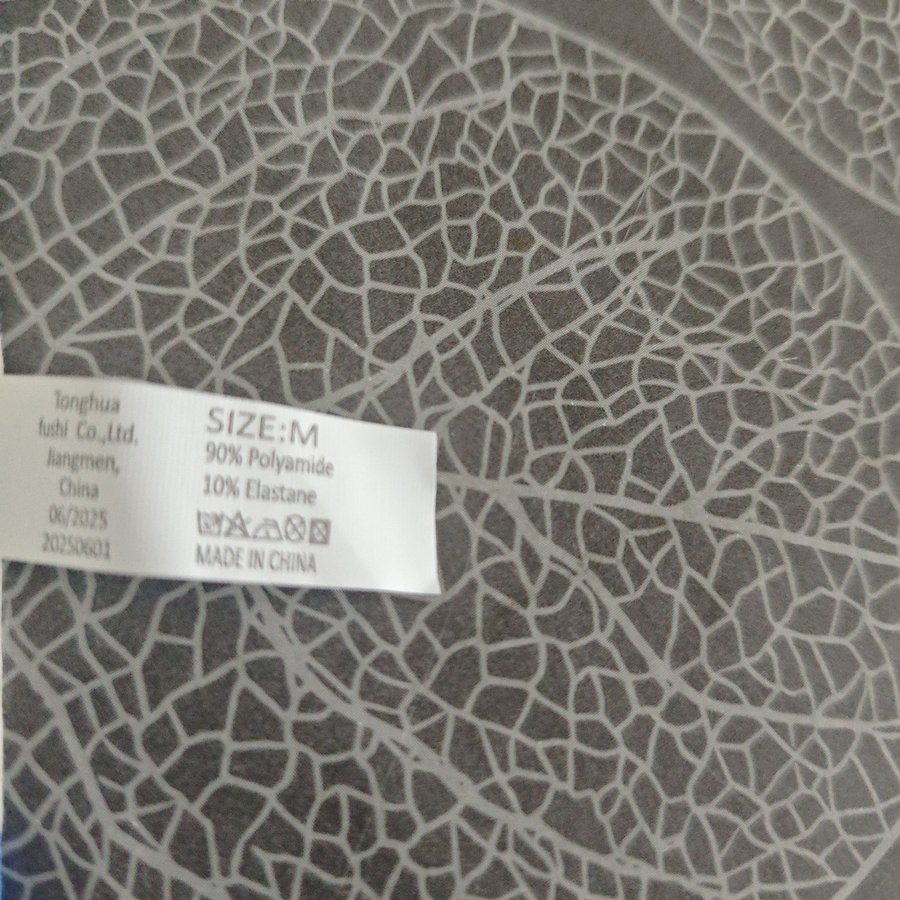 Tonghua
fushi Co.,Ltd.
Jiangmen,
China
06/2025
20250601
SIZE:M
90% Polyamide
10% Elastane
MADE IN CHINA